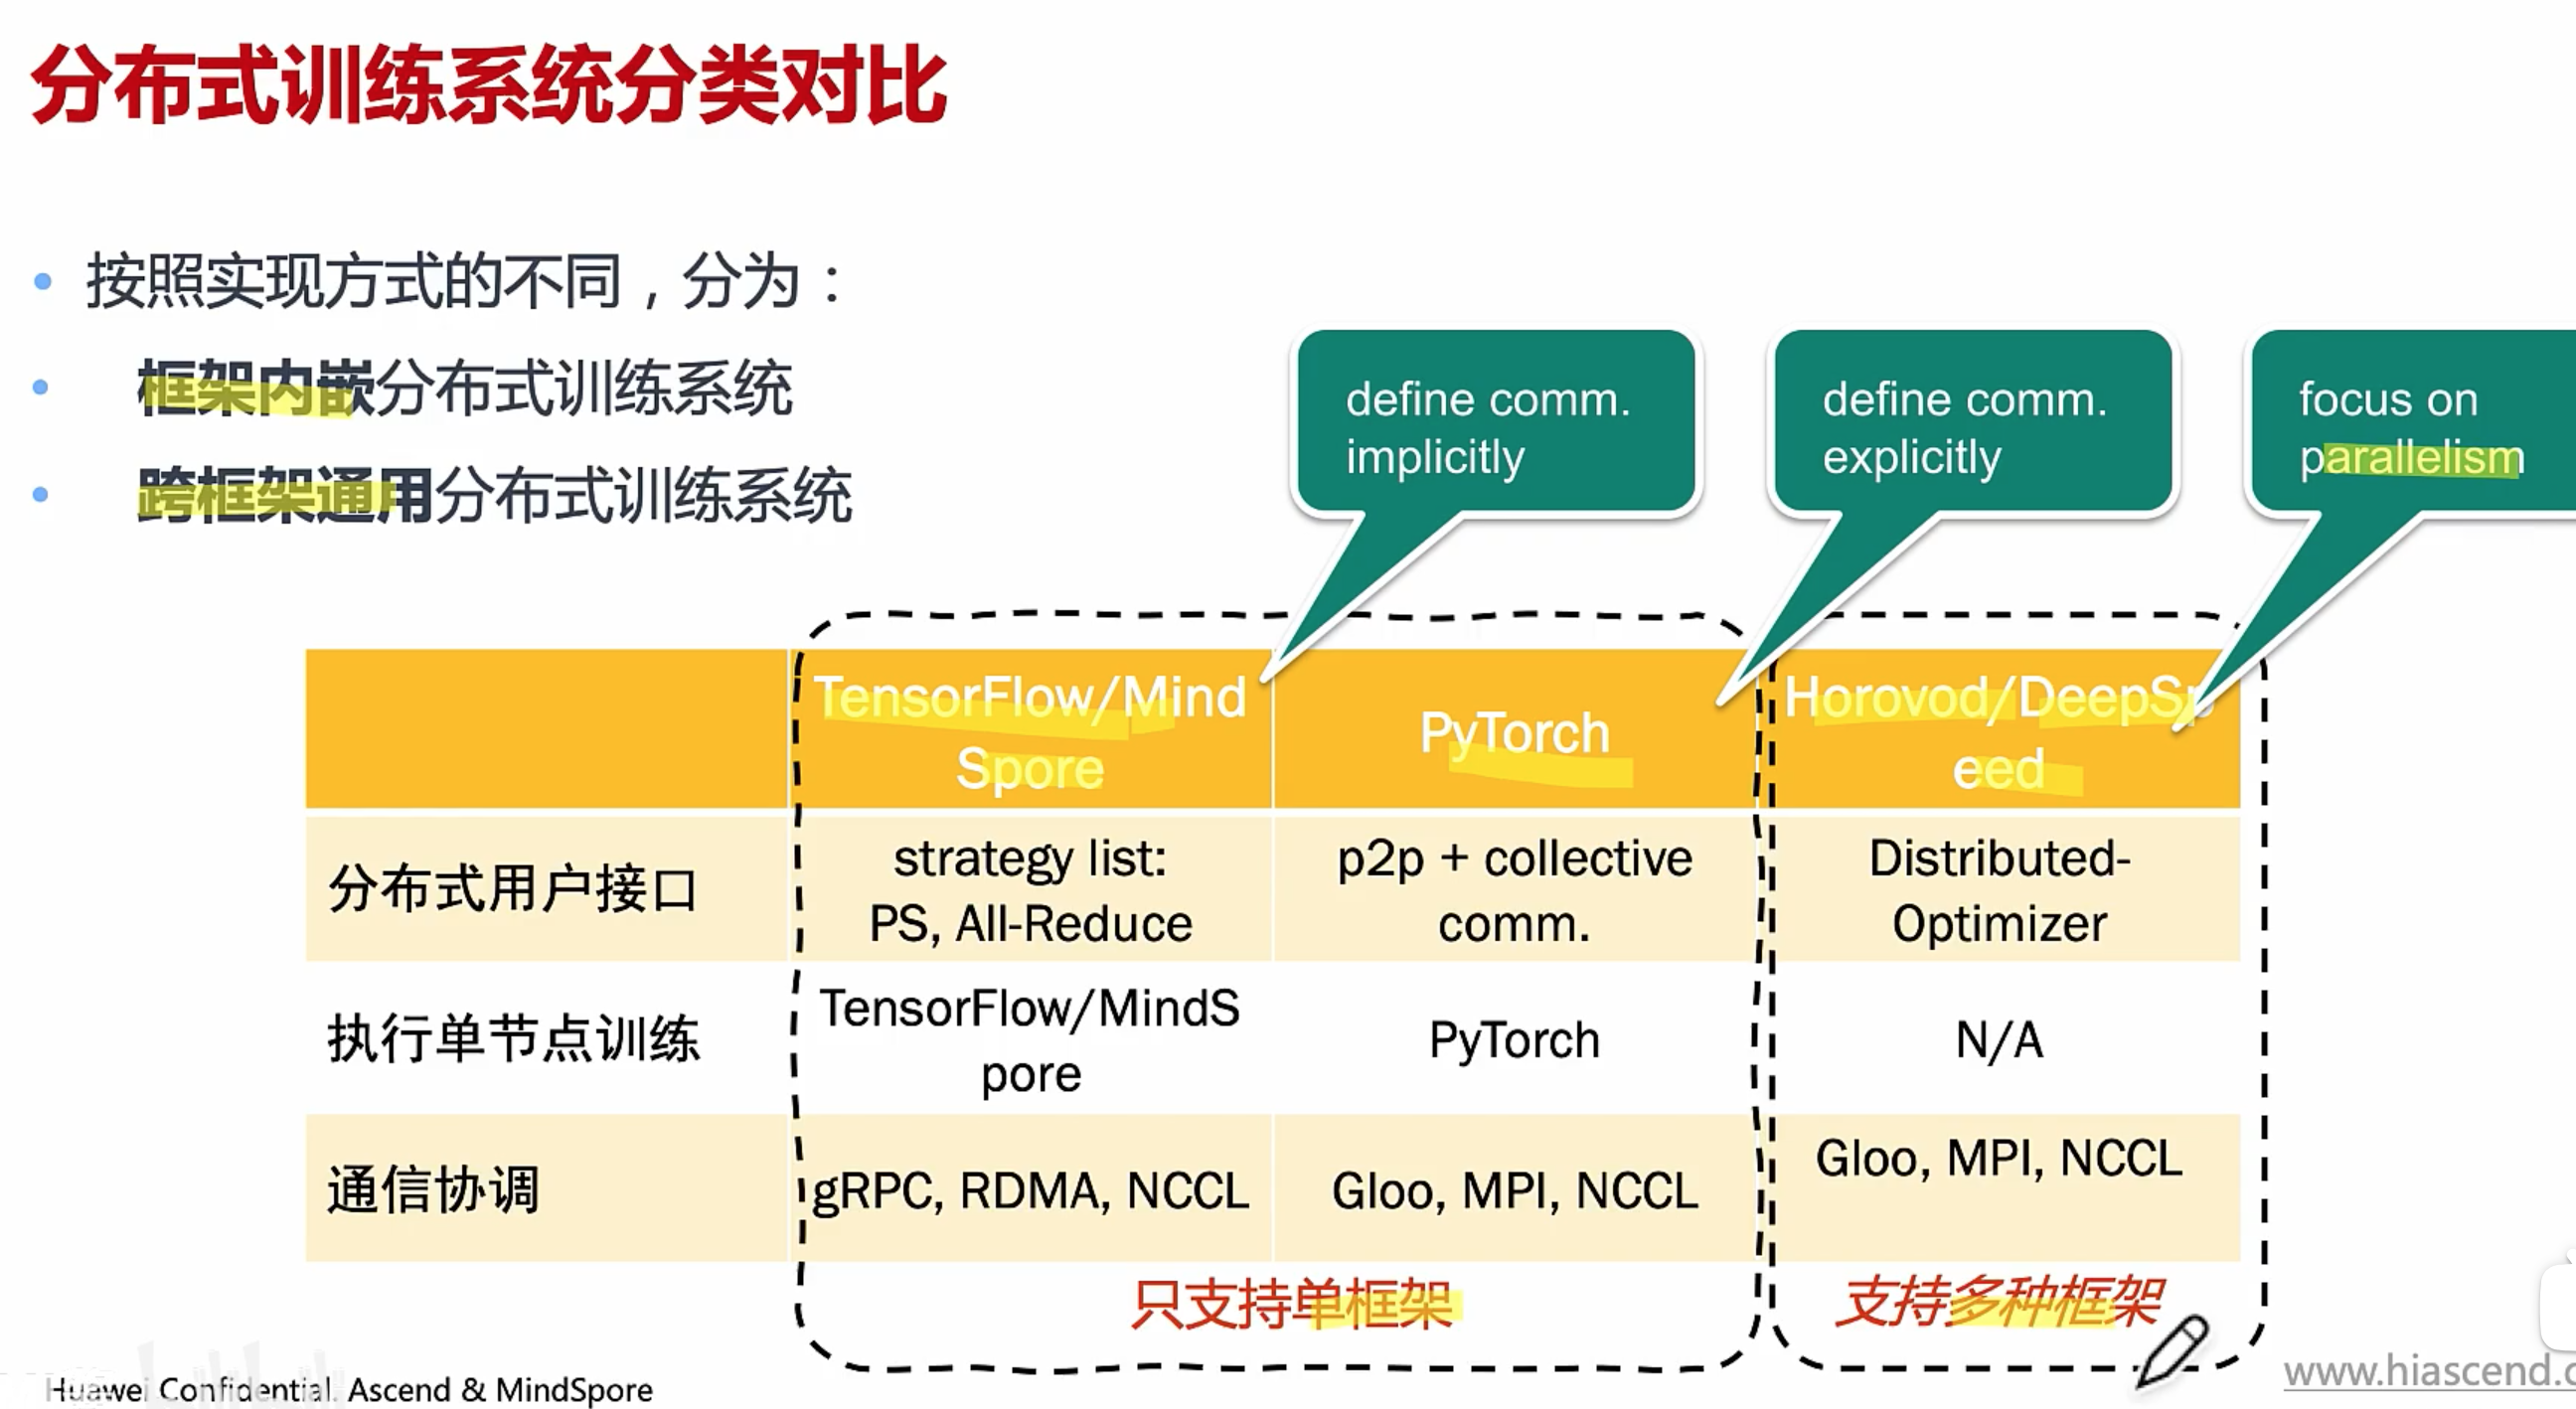 分布式训练系统分类对比
按照实现方式的不同，分为：
框架内嵌分布式训练系统
跨框架通用分布式训练系统
define comm.
implicitly
define comm.
explicitly
focus on
parallelism
TensorFlow/Mind
Spore
PyTorch
Horovod/DeepSp
eed
分布式用户接口
strategy list:
PS, All-Reduce
p2p + collective
comm.
Distributed-
Optimizer
执行单节点训练
TensorFlow/MindS
pore
PyTorch
N/A
通信协调
gRPC, RDMA, NCCL
Gloo, MPI, NCCL
Gloo, MPI, NCCL
只支持单框架
支持多种框架
Huawei Confidential. Ascend & MindSpore
www.hiascend.c